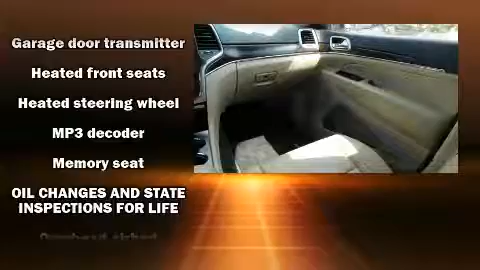 Garage door transmitter
Heated front seats
Heated steering wheel
MP3 decoder
Memory seat
OIL CHANGES AND STATE
INSPECTIONS FOR LIFE